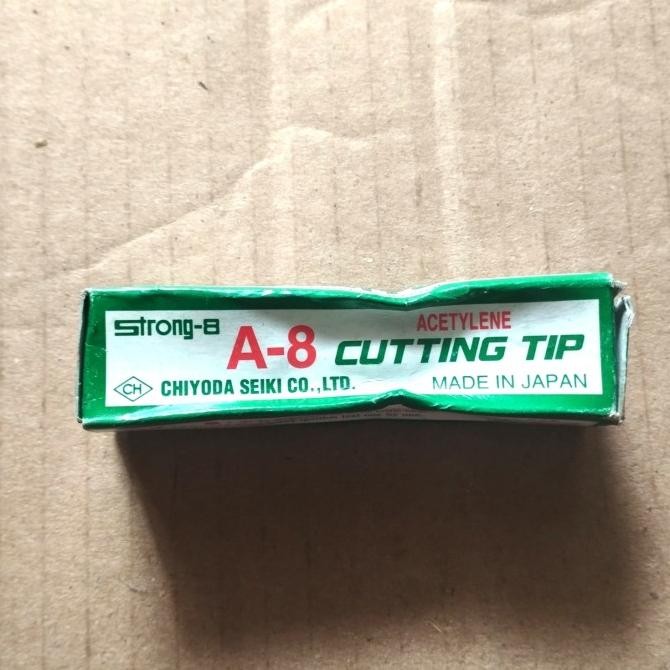 Strong-8
A-8
ACETYLENE
CUTTING TIP
CH
CHIYODA SEIKI CO.,LTD.
MADE IN JAPAN